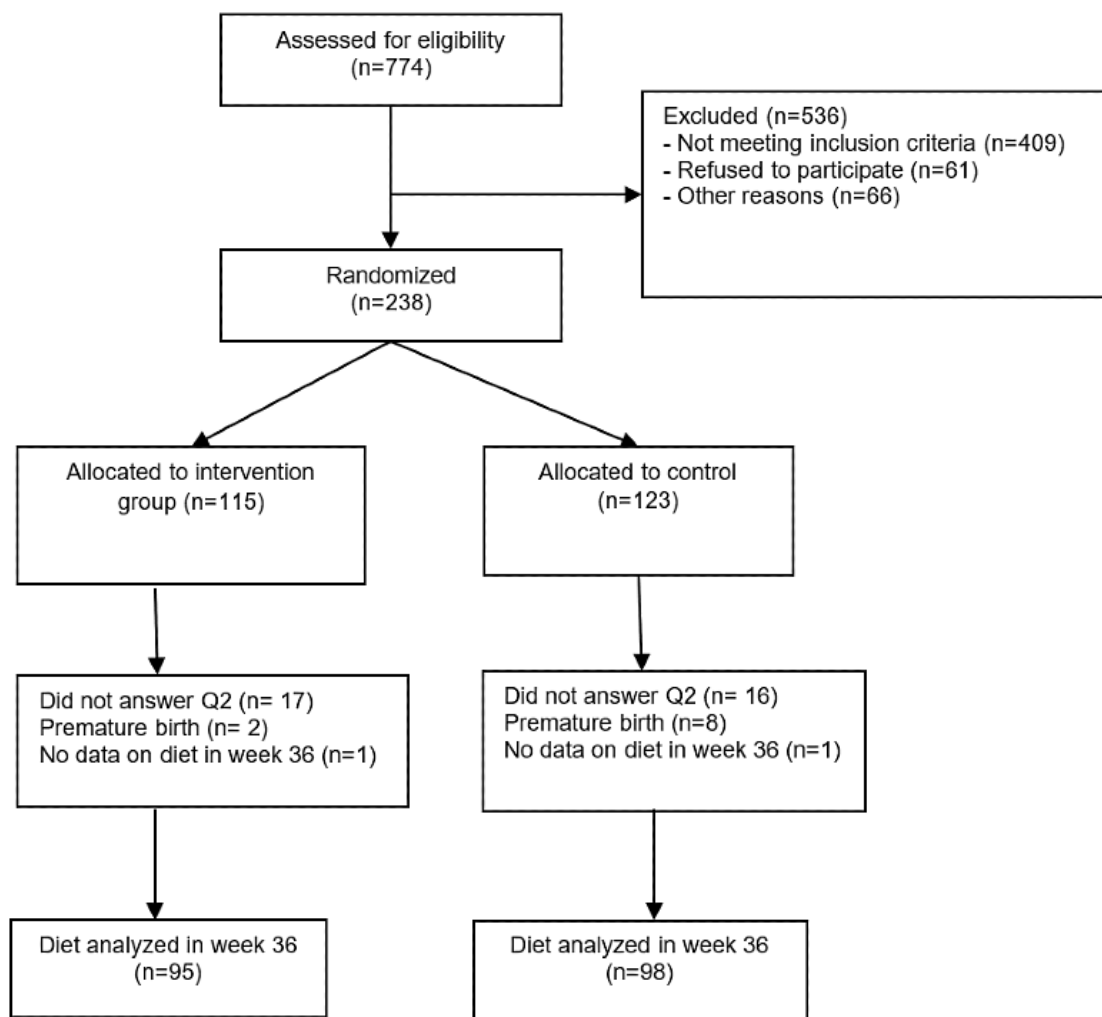 Assessed for eligibility
(n=774)
Excluded (n=536)
- Not meeting inclusion criteria (n=409)
- Refused to participate (n=61)
- Other reasons (n=66)
Randomized
(n=238)
Allocated to intervention
group (n=115)
Allocated to control
(n=123)
Did not answer Q2 (n= 17)
Premature birth (n= 2)
No data on diet in week 36 (n=1)
Did not answer Q2 (n= 16)
Premature birth (n=8)
No data on diet in week 36 (n=1)
Diet analyzed in week 36
(n=95)
Diet analyzed in week 36
(n=98)